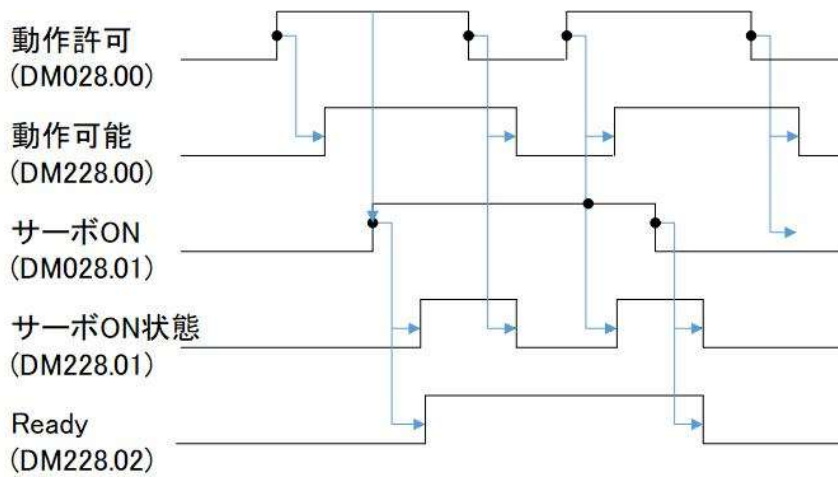 動作許可
(DM028.00)
動作可能
(DM228.00)
サーボON
(DM028.01)
サーボON状態
(DM228.01)
Ready
(DM228.02)